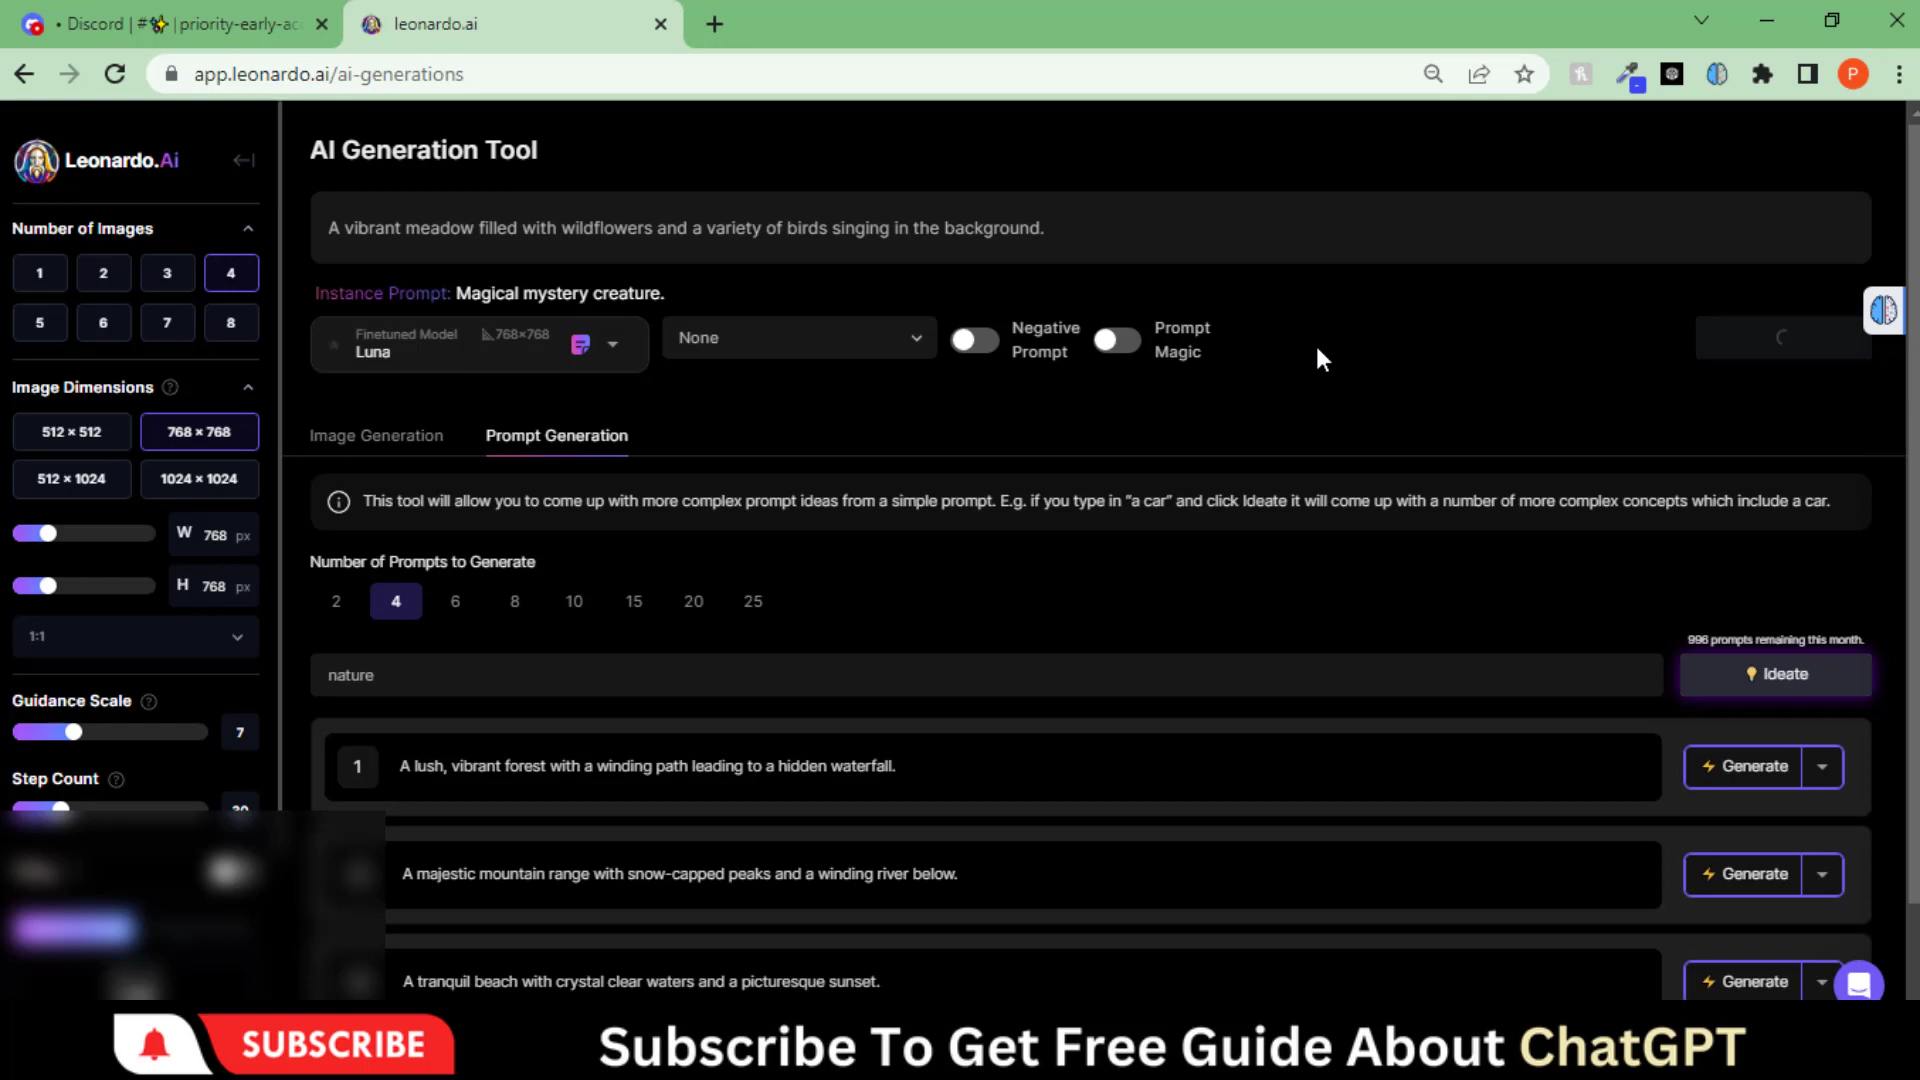 • Discord | #✨|priority-early-acc
leonardo.ai
app.leonardo.ai/ai-generations
P
Leonardo.Ai
Number of Images
1 2 3 4
5 6 7 8
Image Dimensions
512 × 512 768 × 768
512 × 1024 1024 × 1024
W 768 px
H 768 px
1:1
Guidance Scale
7
Step Count
30
AI Generation Tool
A vibrant meadow filled with wildflowers and a variety of birds singing in the background.
Instance Prompt: Magical mystery creature.
Finetuned Model 768×768
Luna
None
Negative Prompt
Prompt Magic
Image Generation Prompt Generation
This tool will allow you to come up with more complex prompt ideas from a simple prompt. E.g. if you type in "a car" and click Ideate it will come up with a number of more complex concepts which include a car.
Number of Prompts to Generate
2 4 6 8 10 15 20 25
996 prompts remaining this month.
nature
Ideate
1 A lush, vibrant forest with a winding path leading to a hidden waterfall.
Generate
A majestic mountain range with snow-capped peaks and a winding river below.
Generate
A tranquil beach with crystal clear waters and a picturesque sunset.
Generate
SUBSCRIBE
Subscribe To Get Free Guide About ChatGPT